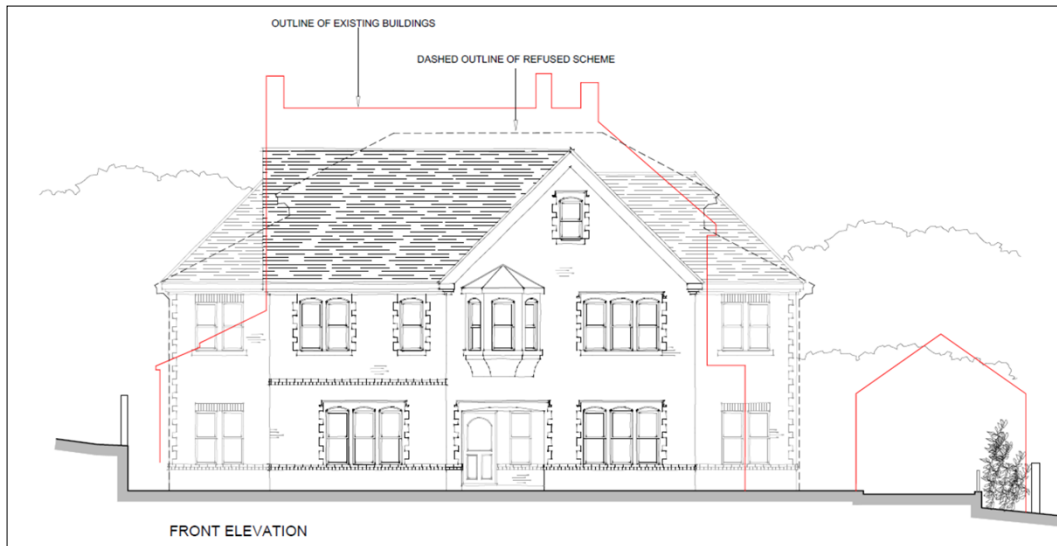 OUTLINE OF EXISTING BUILDINGS
DASHED OUTLINE OF REFUSED SCHEME
FRONT ELEVATION